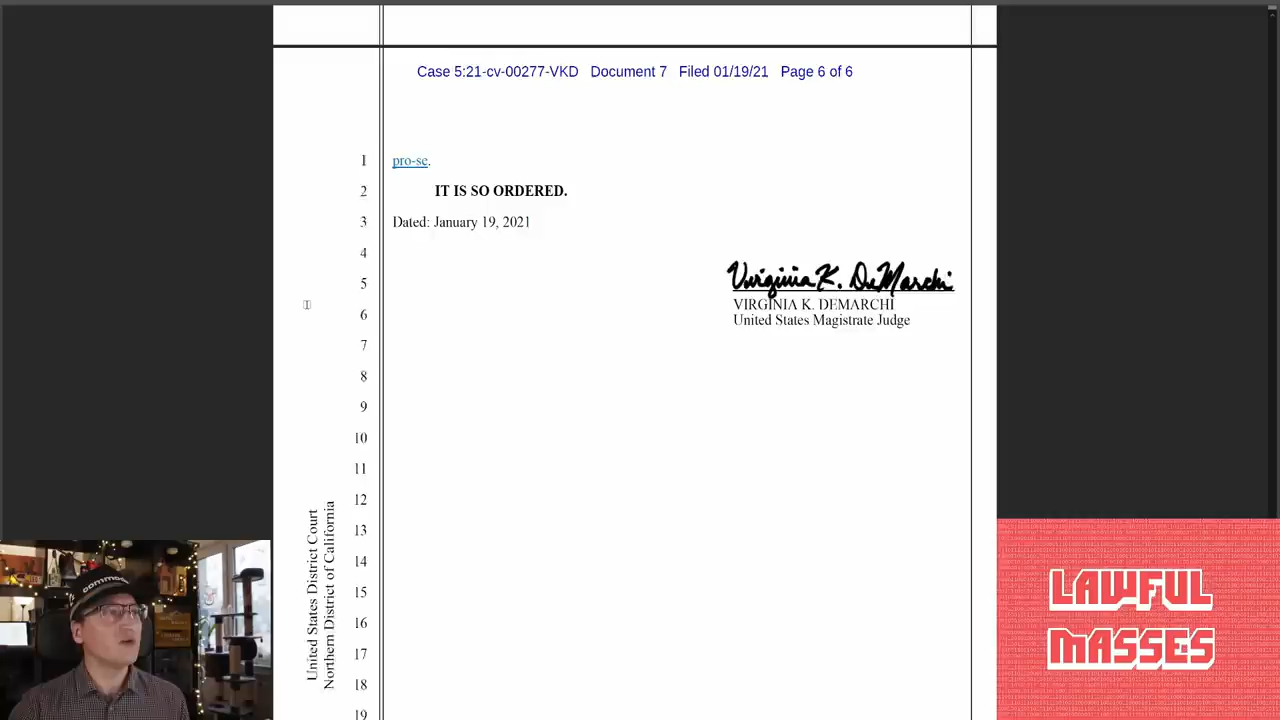 Case 5:21-cv-00277-VKD Document 7 Filed 01/19/21 Page 6 of 6
1 pro-se.
2 IT IS SO ORDERED.
3 Dated: January 19, 2021
4
5 Virginia K. DeMarchi
VIRGINIA K. DEMARCHI
6 United States Magistrate Judge
7
8
9
10
11
12
13
14
15
16
17
18
19
United States District Court
Northern District of California
LAWFUL
MASSES